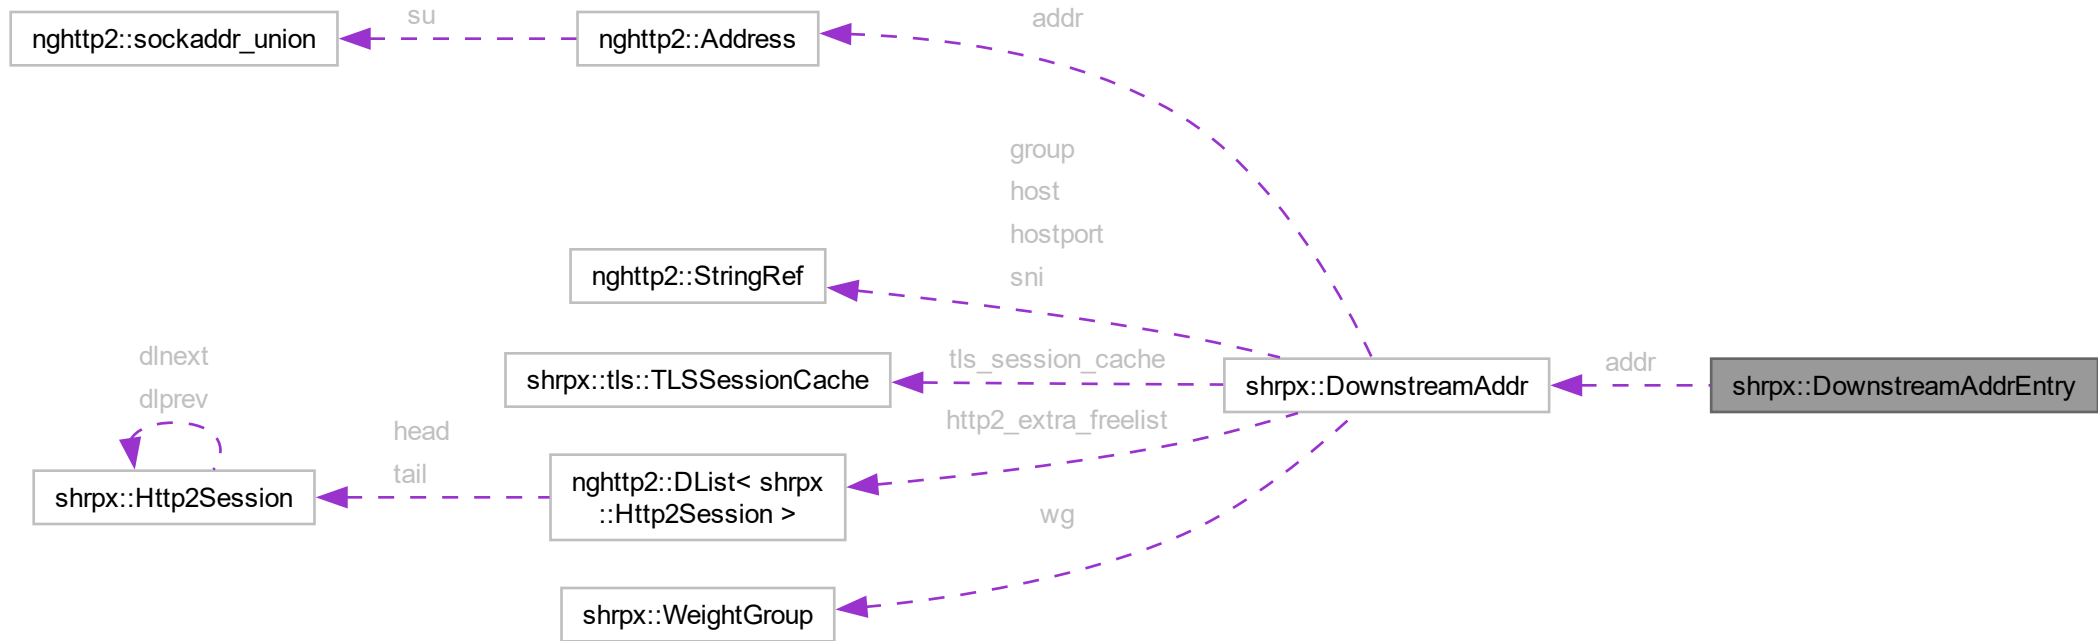 su
addr
nghttp2::sockaddr_union
nghttp2::Address
group
host
hostport
sni
nghttp2::StringRef
dlnext
dlprev
tls_session_cache
addr
shrpx::tls::TLSSessionCache
shrpx::DownstreamAddr
shrpx::DownstreamAddrEntry
http2_extra_freelist
head
tail
shrpx::Http2Session
nghttp2::DList< shrpx
::Http2Session >
wg
shrpx::WeightGroup